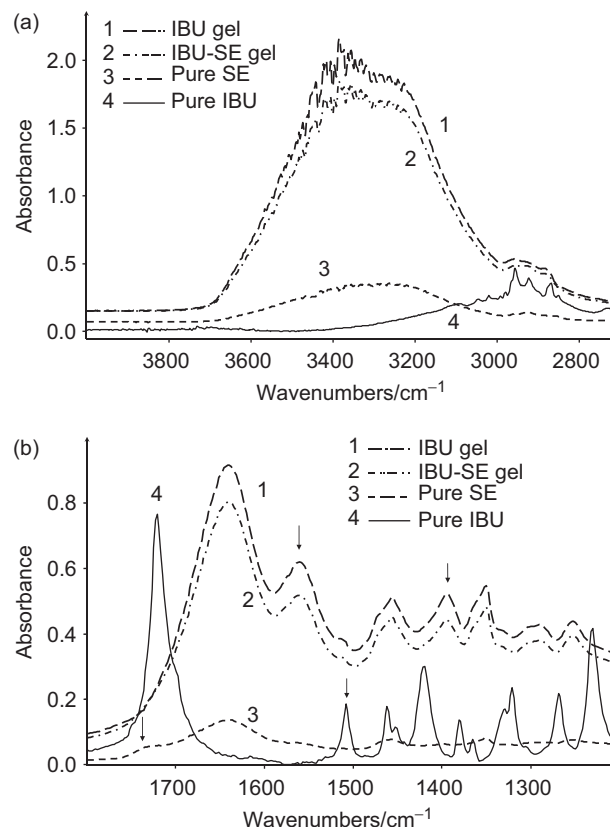 (a)
1 IBU gel
2 IBU-SE gel
3 Pure SE
4 Pure IBU
2.0
1.5
1.0
0.5
0.0
Absorbance
1
2
3
4
3800 3600 3400 3200 3000 2800
Wavenumbers/cm⁻¹
(b)
1 IBU gel
2 IBU-SE gel
3 Pure SE
4 Pure IBU
0.8
0.6
0.4
0.2
0.0
Absorbance
4
1
2
3
1700 1600 1500 1400 1300
Wavenumbers/cm⁻¹